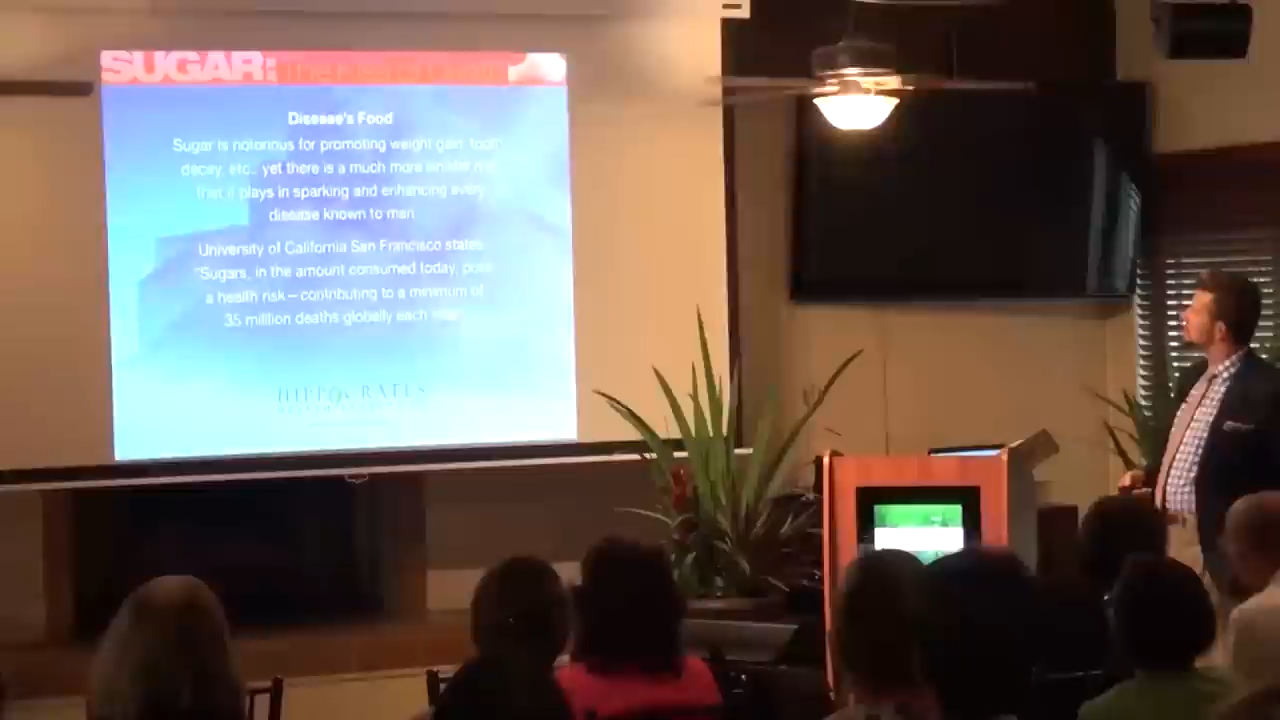 SUGAR:
Disease's Food
Sugar is notorious for promoting weight gain, tooth
decay, etc., yet there is a much more
that it plays in sparking and enhancing every
disease known to man
University of California San Francisco states
"Sugars, in the amount consumed today, pose
a health risk – contributing to a minimum of
35 million deaths globally each
HIPPOCRATES